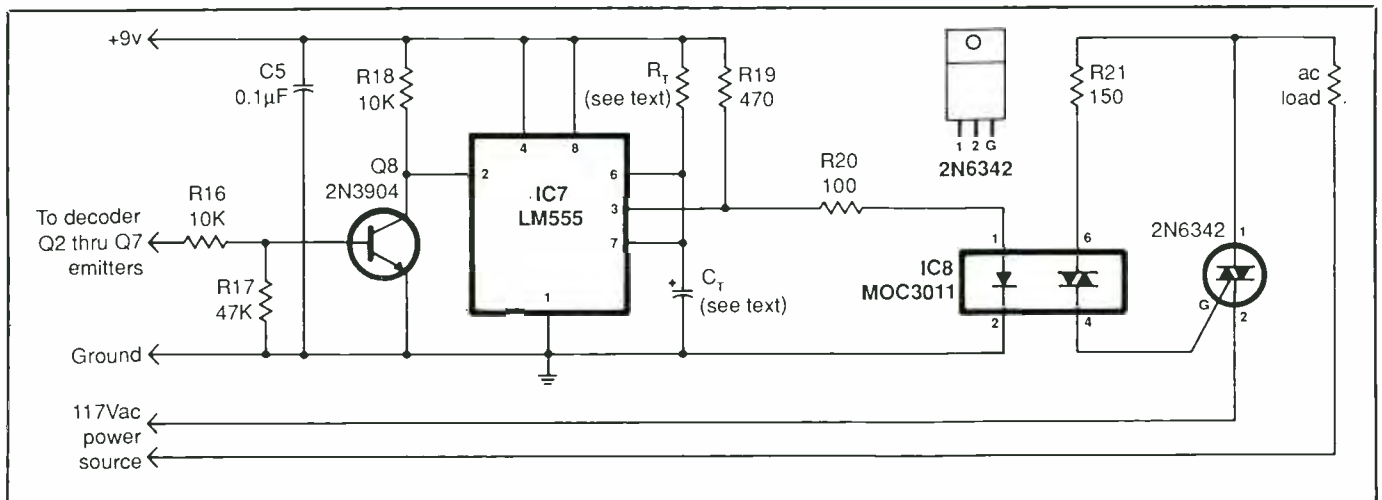 +9v
C5
0.1µF
R18
10K
R_T
(see text)
R19
470
1 2 G
2N6342
R21
150
ac
load
Q8
2N3904
4
8
2
6
3
7
1
IC7
LM555
R20
100
To decoder
Q2 thru Q7
emitters
R16
10K
R17
47K
C_T
+
(see text)
1
6
2
4
IC8
MOC3011
2N6342
1
G
2
Ground
117Vac
power
source